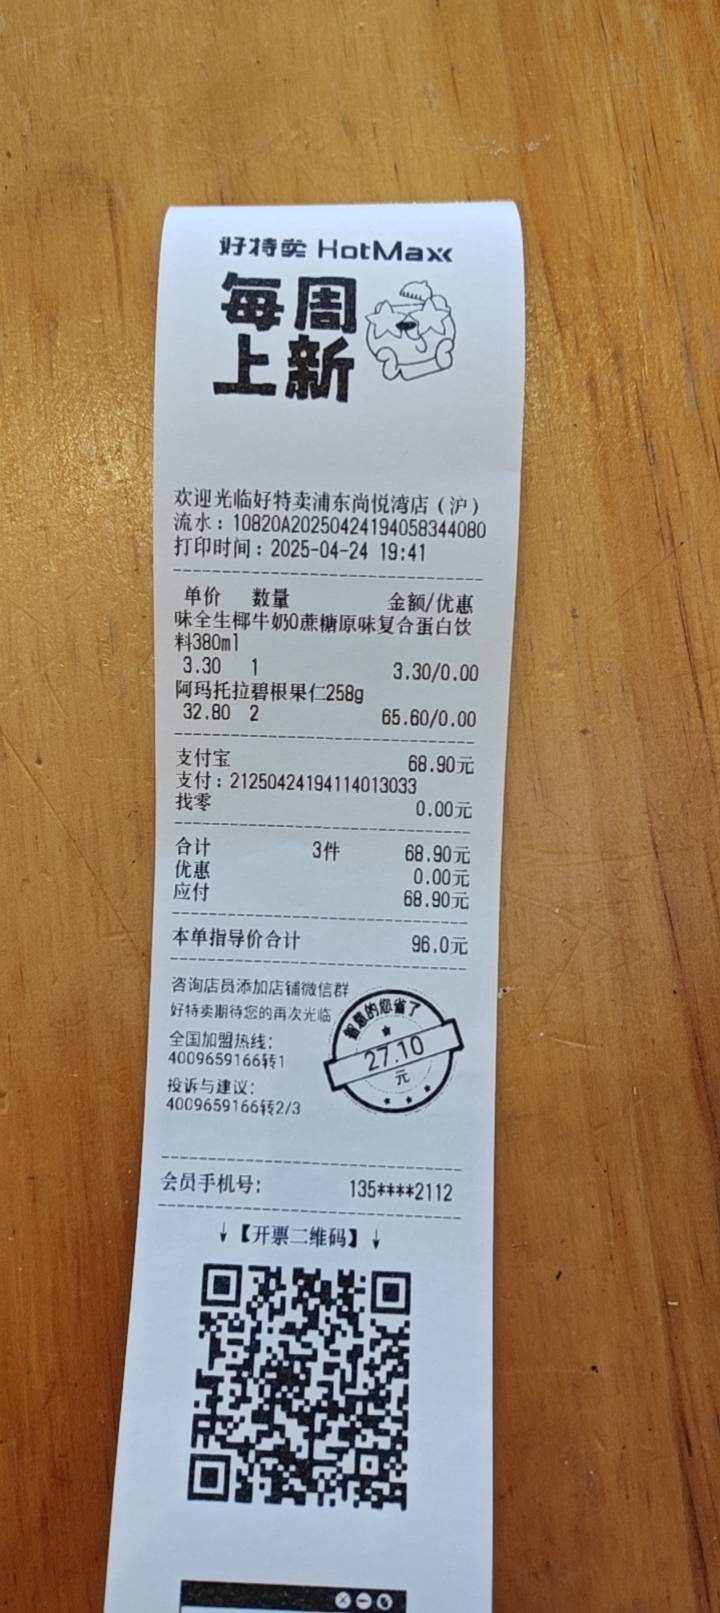 好特卖 HotMaxx
每周
上新
欢迎光临好特卖浦东尚悦湾店（沪）
流水：10820A20250424194058344080
打印时间：2025-04-24 19:41
单价 数量 金额/优惠
味全生椰牛奶0蔗糖原味复合蛋白饮
料380ml
3.30 1 3.30/0.00
阿玛托拉碧根果仁258g
32.80 2 65.60/0.00
支付宝 68.90元
支付：21250424194114013033
找零 0.00元
合计 3件 68.90元
优惠 0.00元
应付 68.90元
本单指导价合计 96.0元
咨询店员添加店铺微信群
好特卖期待您的再次光临
全国加盟热线：
4009659166转1
投诉与建议：
4009659166转2/3
智慧的您省了
27.10
元
会员手机号： 135****2112
↓【开票二维码】↓